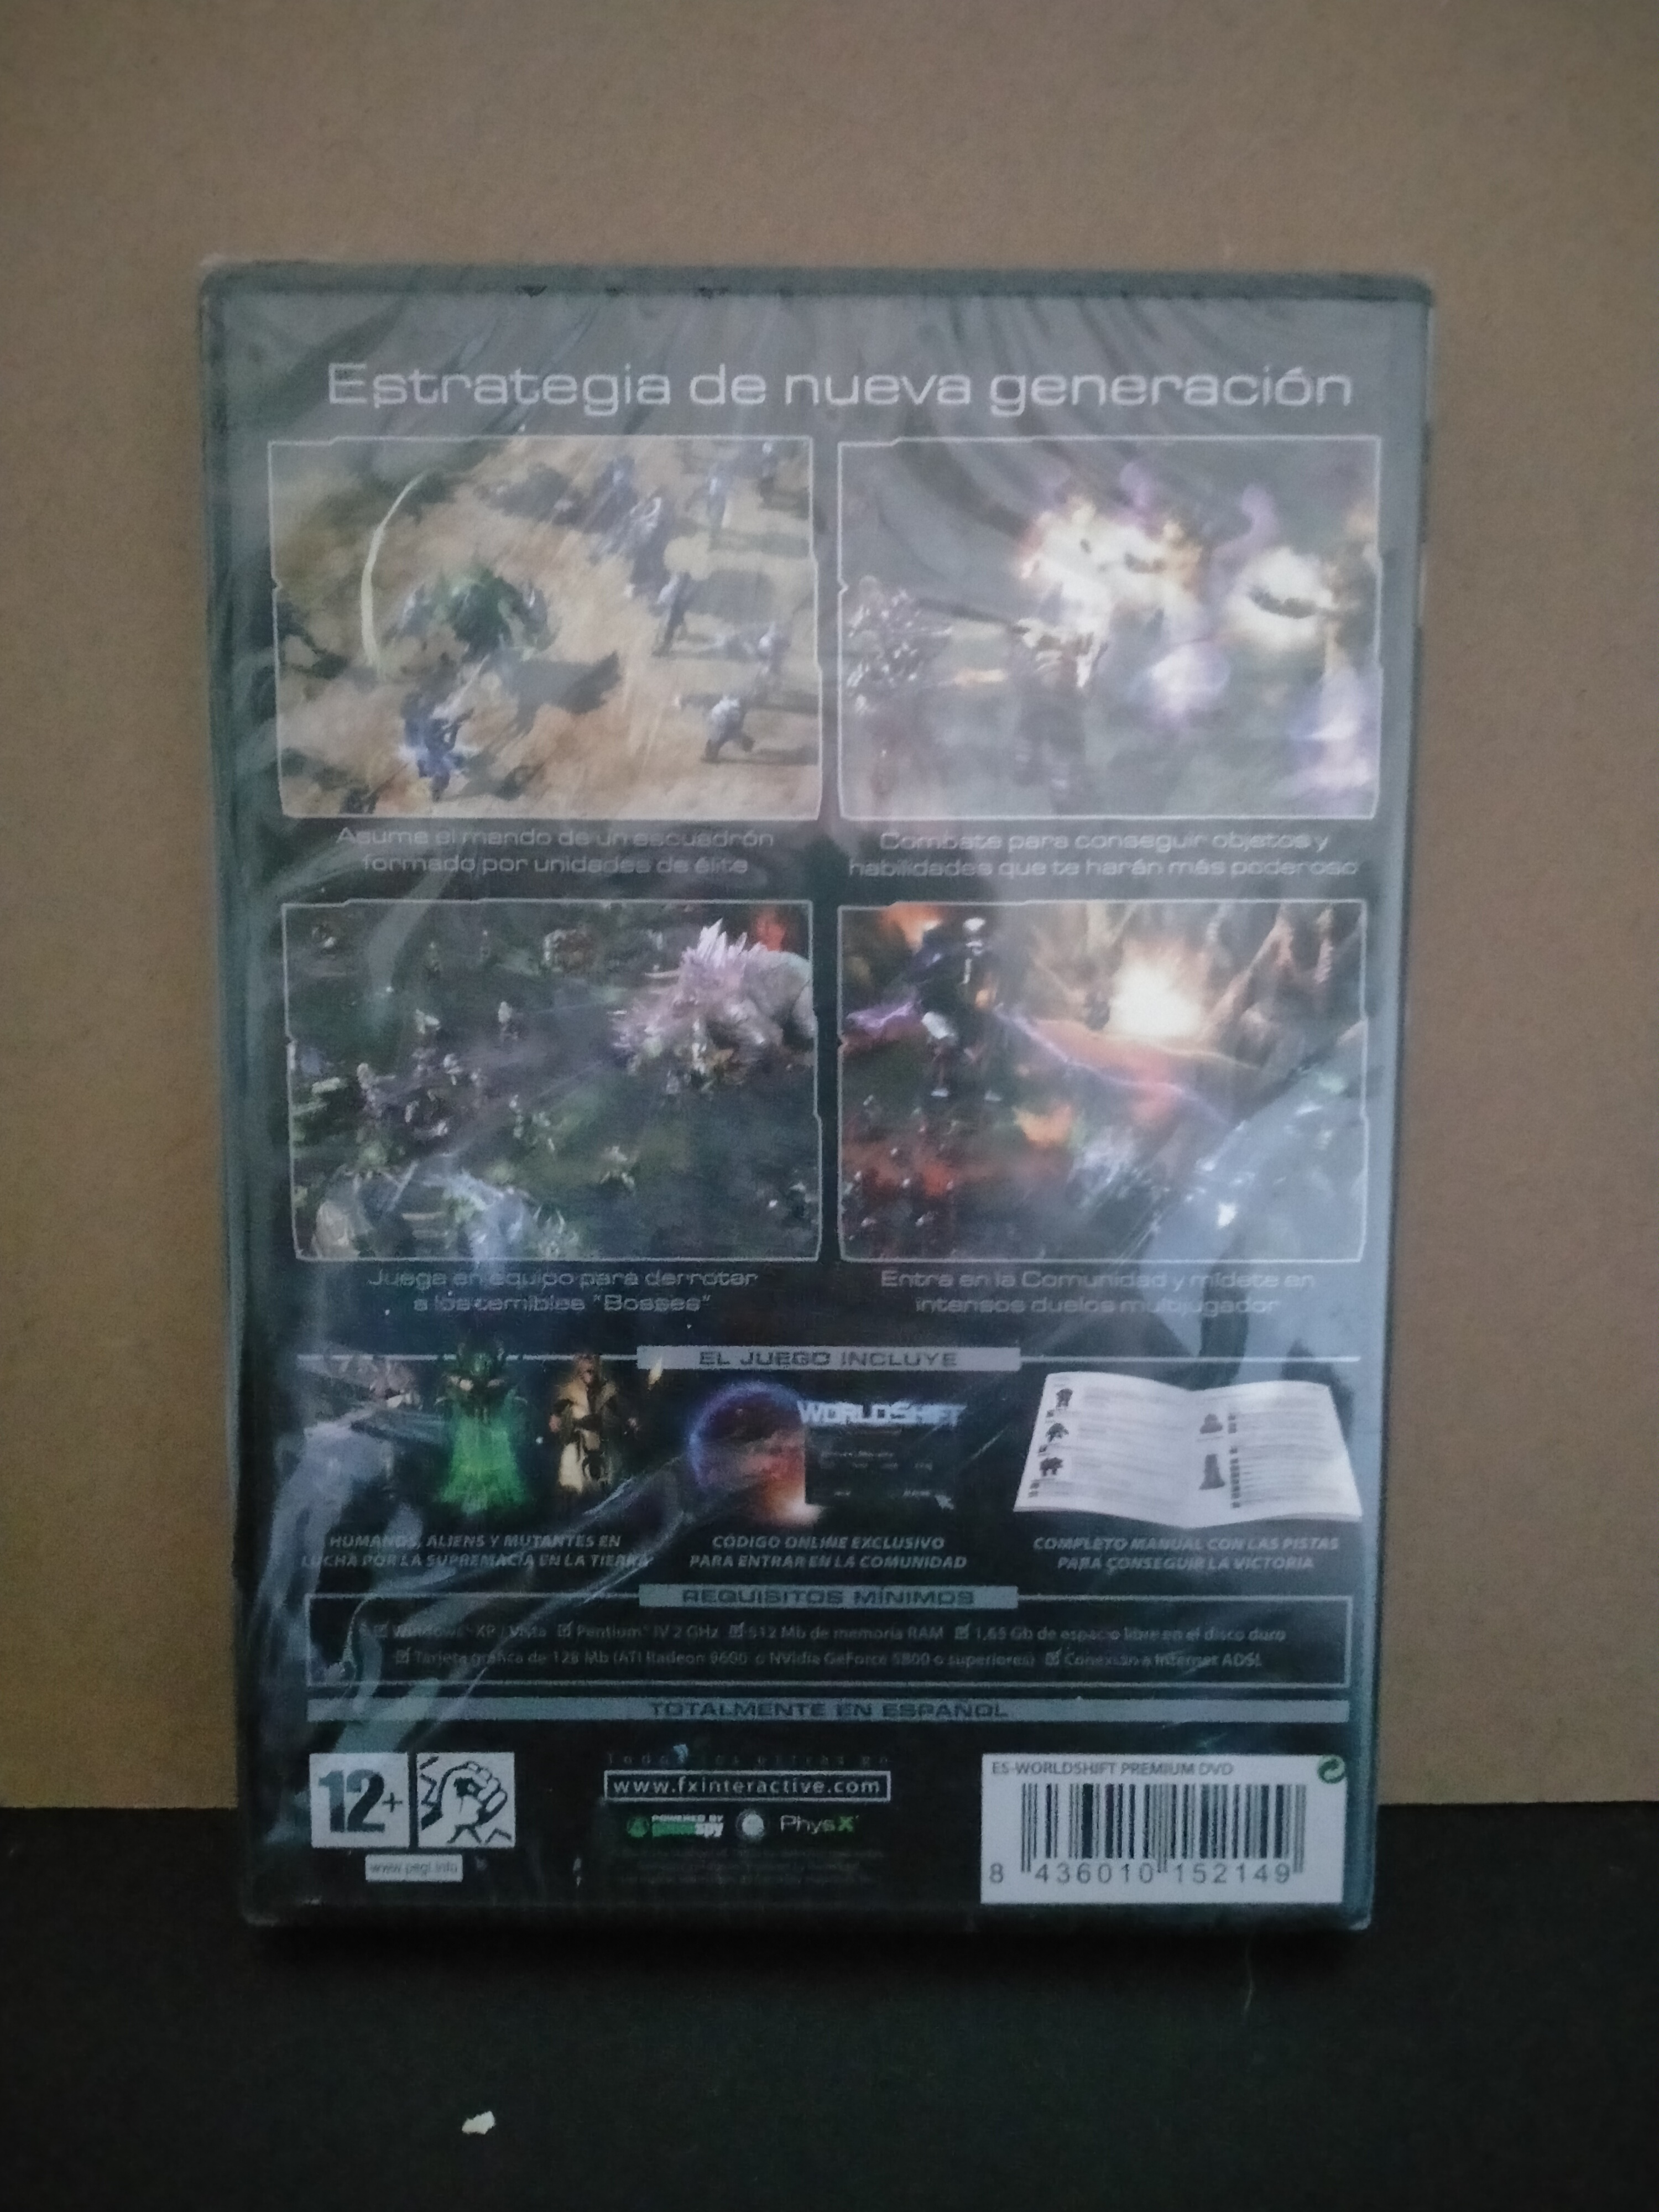 Estrategia de nueva generación
Asume el mando de un escuadrón
formado por unidades de élite
Combate para conseguir objetos y
habilidades que te harán más poderoso
Juega en equipo para derrotar
a los terribles "Bosses"
Entra en la Comunidad y mídete en
intensos duelos multijugador
EL JUEGO INCLUYE
WORLDSHIFT
HUMANOS, ALIENS Y MUTANTES EN
LUCHA POR LA SUPREMACÍA EN LA TIERRA
CÓDIGO ONLINE EXCLUSIVO
PARA ENTRAR EN LA COMUNIDAD
COMPLETO MANUAL CON LAS PISTAS
PARA CONSEGUIR LA VICTORIA
REQUISITOS MÍNIMOS
Windows® XP / Vista Pentium® IV 2 GHz 512 Mb de memoria RAM 1,65 Gb de espacio libre en el disco duro
Tarjeta gráfica de 128 Mb (ATI Radeon 9600 o NVidia GeForce 5800 o superiores) Conexión a Internet ADSL
TOTALMENTE EN ESPAÑOL
12+
www.pegi.info
www.fxinteractive.com
POWERED BY
gamespy
PhysX
ES-WORLDSHIFT PREMIUM DVD
8 436010 152149